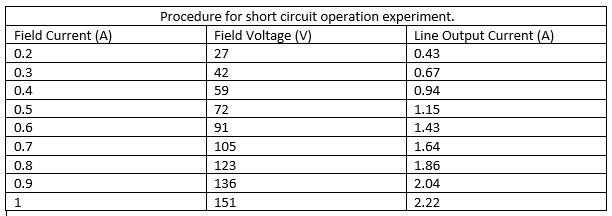 Procedure for short circuit operation experiment.
Field Current (A) Field Voltage (V) Line Output Current (A)
0.2 27 0.43
0.3 42 0.67
0.4 59 0.94
0.5 72 1.15
0.6 91 1.43
0.7 105 1.64
0.8 123 1.86
0.9 136 2.04
1 151 2.22